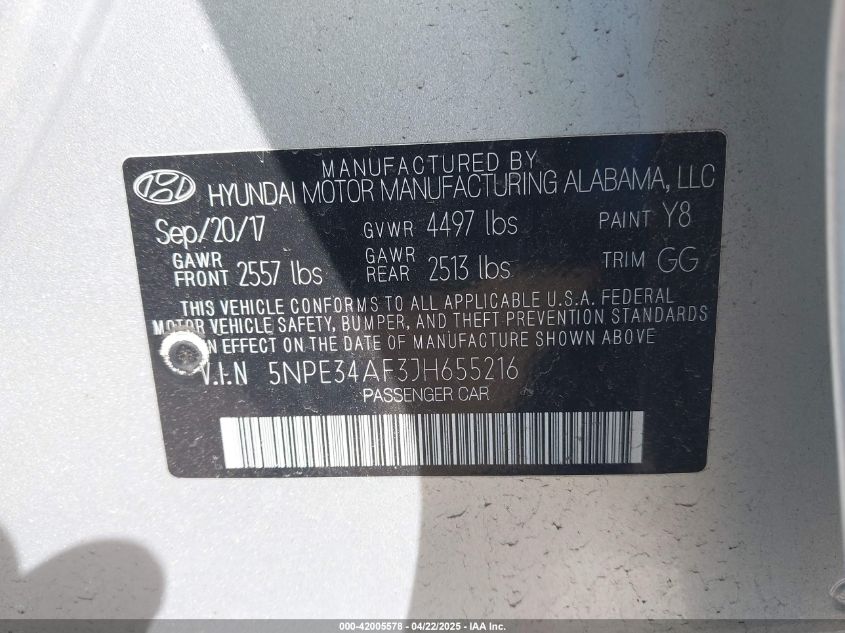 MANUFACTURED BY
HYUNDAI MOTOR MANUFACTURING ALABAMA, LLC
Sep/20/17 GVWR 4497 lbs PAINT Y8
GAWR FRONT 2557 lbs GAWR REAR 2513 lbs TRIM GG
THIS VEHICLE CONFORMS TO ALL APPLICABLE U.S.A. FEDERAL
MOTOR VEHICLE SAFETY, BUMPER, AND THEFT PREVENTION STANDARDS
N EFFECT ON THE DATE OF MANUFACTURE SHOWN ABOVE
V.I.N 5NPE34AF3JH655216
PASSENGER CAR
000-42005578 - 04/22/2025 - IAA Inc.